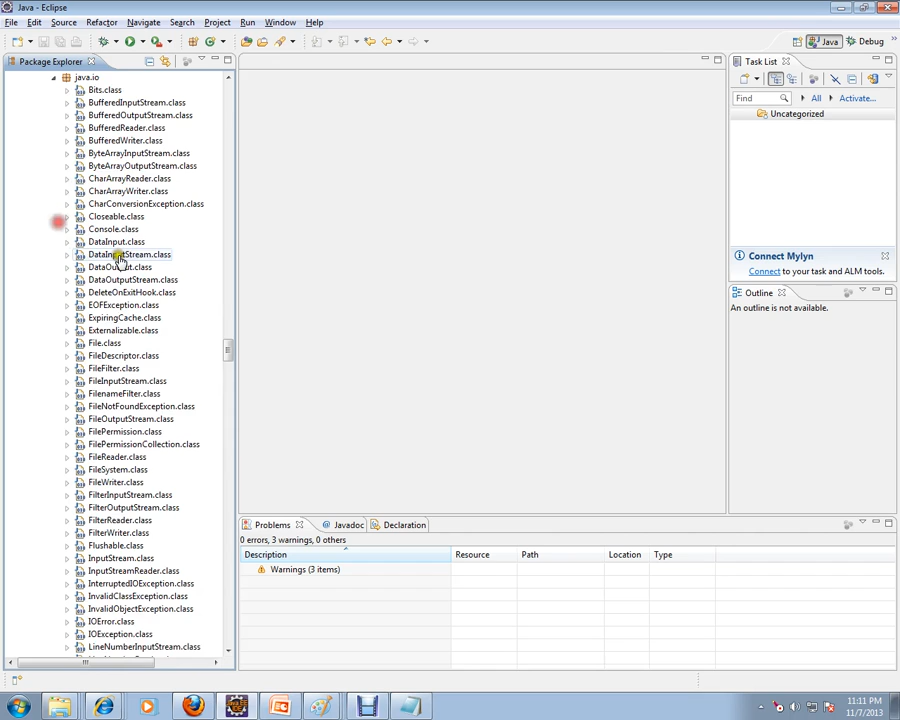 Java - Eclipse
File Edit Source Refactor Navigate Search Project Run Window Help
Java Debug
Package Explorer
java.io
Bits.class
BufferedInputStream.class
BufferedOutputStream.class
BufferedReader.class
BufferedWriter.class
ByteArrayInputStream.class
ByteArrayOutputStream.class
CharArrayReader.class
CharArrayWriter.class
CharConversionException.class
Closeable.class
Console.class
DataInput.class
DataInputStream.class
DataOutput.class
DataOutputStream.class
DeleteOnExitHook.class
EOFException.class
ExpiringCache.class
Externalizable.class
File.class
FileDescriptor.class
FileFilter.class
FileInputStream.class
FilenameFilter.class
FileNotFoundException.class
FileOutputStream.class
FilePermission.class
FilePermissionCollection.class
FileReader.class
FileSystem.class
FileWriter.class
FilterInputStream.class
FilterOutputStream.class
FilterReader.class
FilterWriter.class
Flushable.class
InputStream.class
InputStreamReader.class
InterruptedIOException.class
InvalidClassException.class
InvalidObjectException.class
IOError.class
IOException.class
LineNumberInputStream.class
Task List
Find All Activate...
Uncategorized
Connect Mylyn
Connect to your task and ALM tools.
Outline
An outline is not available.
Problems Javadoc Declaration
0 errors, 3 warnings, 0 others
Description Resource Path Location Type
Warnings (3 items)
11:11 PM
11/7/2013